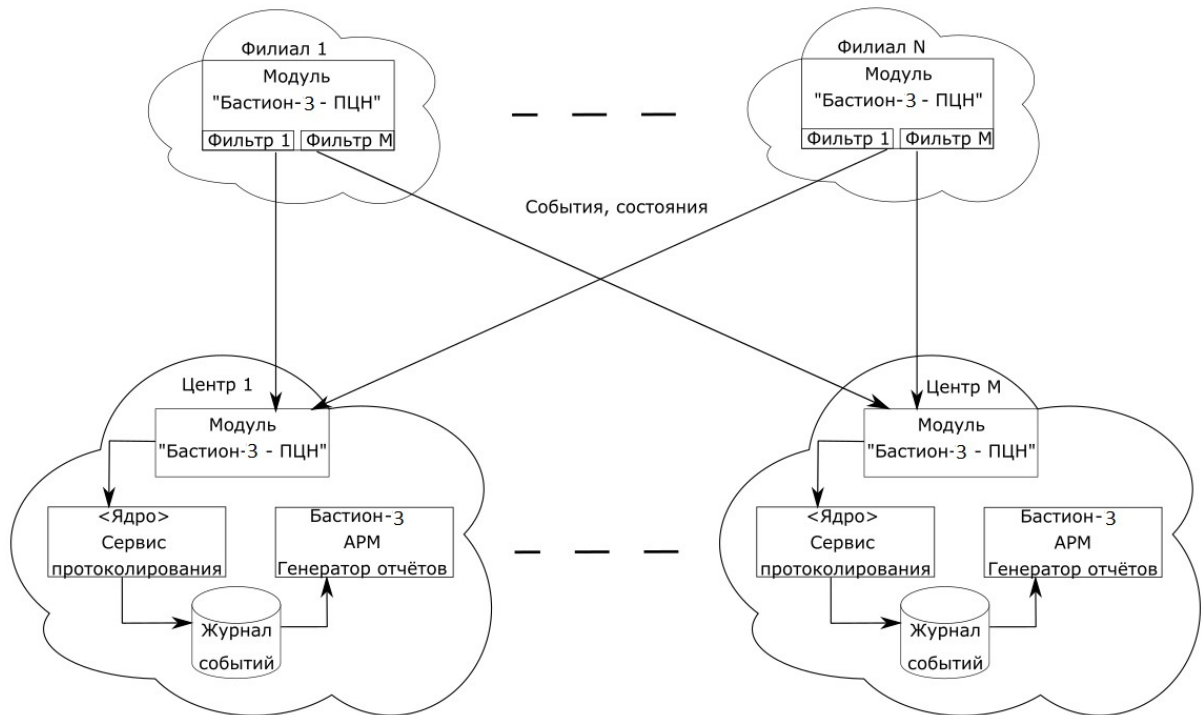 Филиал 1
Модуль
"Бастион-3 - ПЦН"
Фильтр 1
Фильтр М
Филиал N
Модуль
"Бастион-3 - ПЦН"
Фильтр 1
Фильтр М
События, состояния
Центр 1
Модуль
"Бастион-3 - ПЦН"
<Ядро>
Сервис
протоколирования
Бастион-3
АРМ
Генератор отчётов
Журнал
событий
Центр М
Модуль
"Бастион-3 - ПЦН"
<Ядро>
Сервис
протоколирования
Бастион-3
АРМ
Генератор отчётов
Журнал
событий